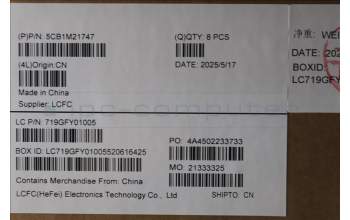 (P)P/N: 5CB1M21747
(Q)QTY: 8 PCS
(4L)Origin:CN
DATE: 2025/5/17
Made in China
Supplier: LCFC
净重: WEI
DATE: 202
BOXID
LC719GFY
LC P/N: 719GFY01005
PO: 4A4502233733
BOX ID: LC719GFY01005520616425
MO: 21333325
Contains Merchandise From: China
LCFC(HeFei) Electronics Technology Co., Ltd
SHIPTO: CN